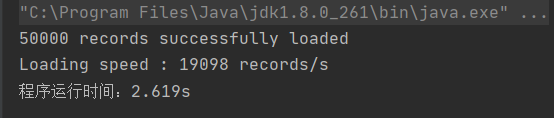 "C:\Program Files\Java\jdk1.8.0_261\bin\java.exe" ...
50000 records successfully loaded
Loading speed : 19098 records/s
程序运行时间：2.619s